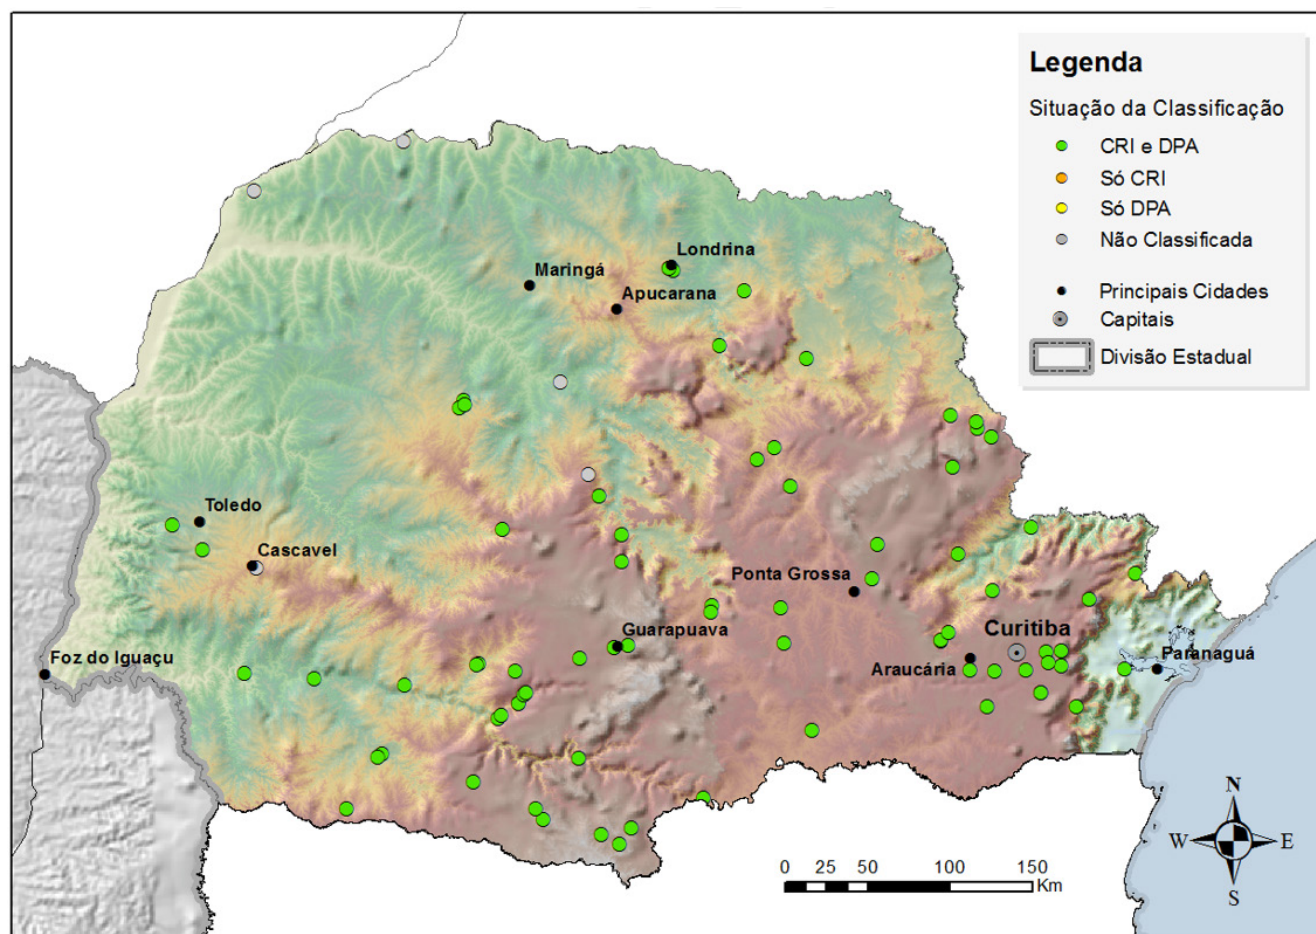 Legenda
Situação da Classificação
CRI e DPA
Só CRI
Só DPA
Não Classificada
Principais Cidades
Capitais
Divisão Estadual
Londrina
Maringá
Apucarana
Toledo
Cascavel
Ponta Grossa
Guarapuava
Curitiba
Foz do Iguaçu
Araucária
Paranaguá
N
W
E
S
0 25 50 100 150
Km